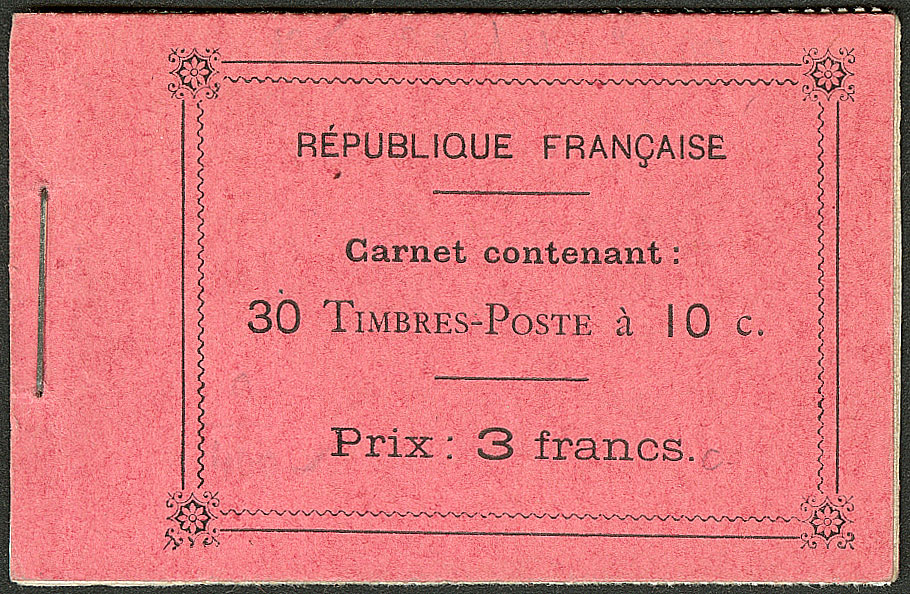 RÉPUBLIQUE FRANÇAISE
Carnet contenant :
30 TIMBRES-POSTE à 10 c.
Prix : 3 francs.